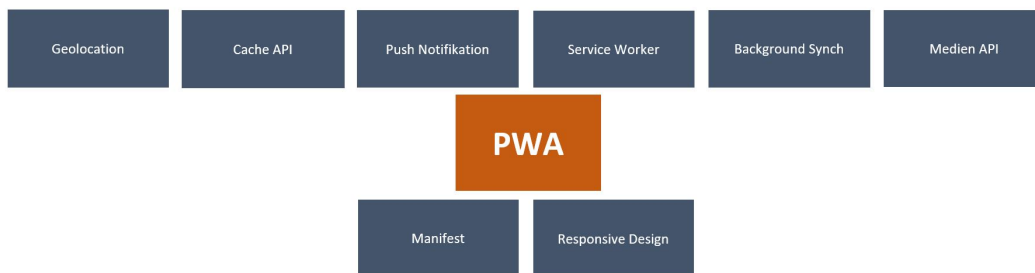 Geolocation
Cache API
Push Notifikation
Service Worker
Background Synch
Medien API
PWA
Manifest
Responsive Design